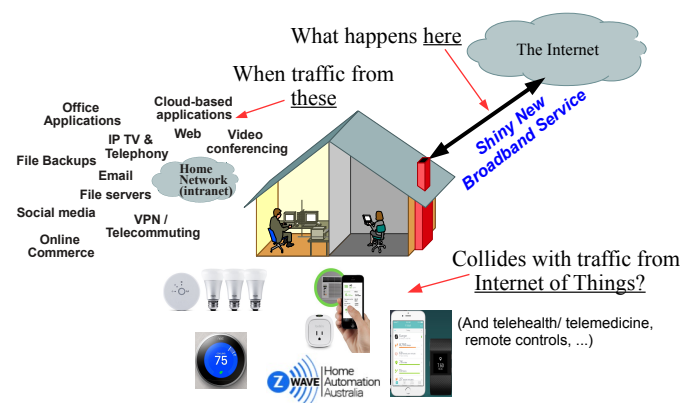 What happens here
The Internet
When traffic from
these
Shiny New
Broadband Service
Office
Applications
Cloud-based
applications
IP TV &
Telephony
Web
Video
conferencing
File Backups
Email
Home
Network
(intranet)
File servers
Social media
VPN /
Telecommuting
Online
Commerce
Collides with traffic from
Internet of Things?
(And telehealth/ telemedicine,
remote controls, ...)
75
Z WAVE
Home
Automation
Australia